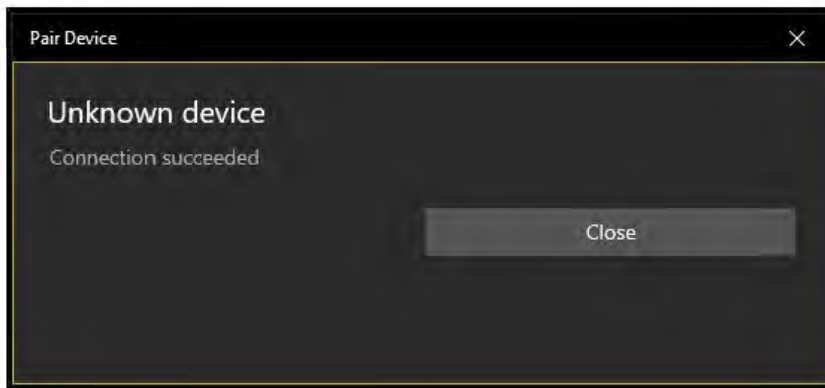 Pair Device
Unknown device
Connection succeeded
Close